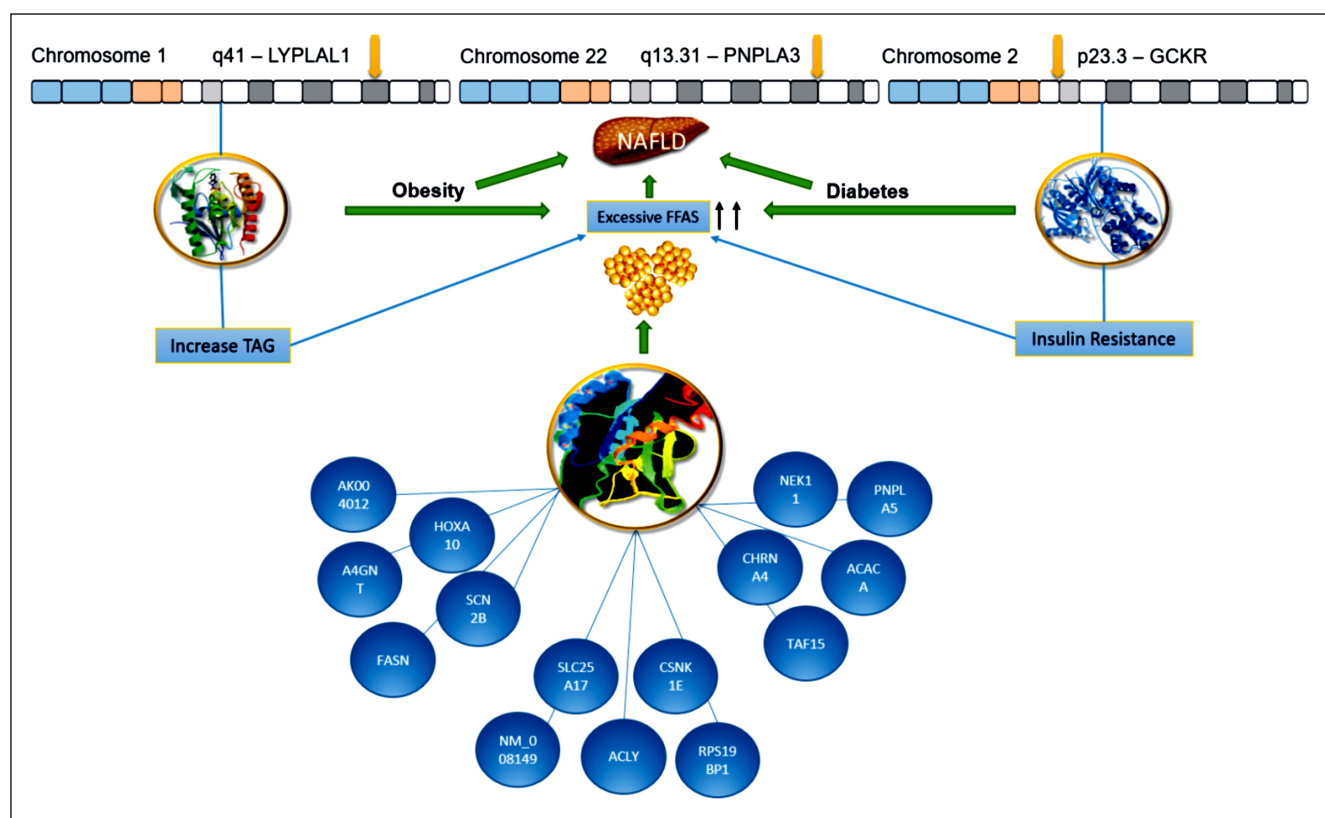 Chromosome 1
q41 – LYPLAL1
Chromosome 22
q13.31 – PNPLA3
Chromosome 2
p23.3 – GCKR
NAFLD
Obesity
Diabetes
Excessive FFAS
Increase TAG
Insulin Resistance
AK00
4012
HOXA
10
A4GN
T
SCN
2B
FASN
SLC25
A17
CSNK
1E
NM_0
08149
ACLY
RPS19
BP1
NEK1
1
PNPL
A5
CHRN
A4
ACAC
A
TAF15